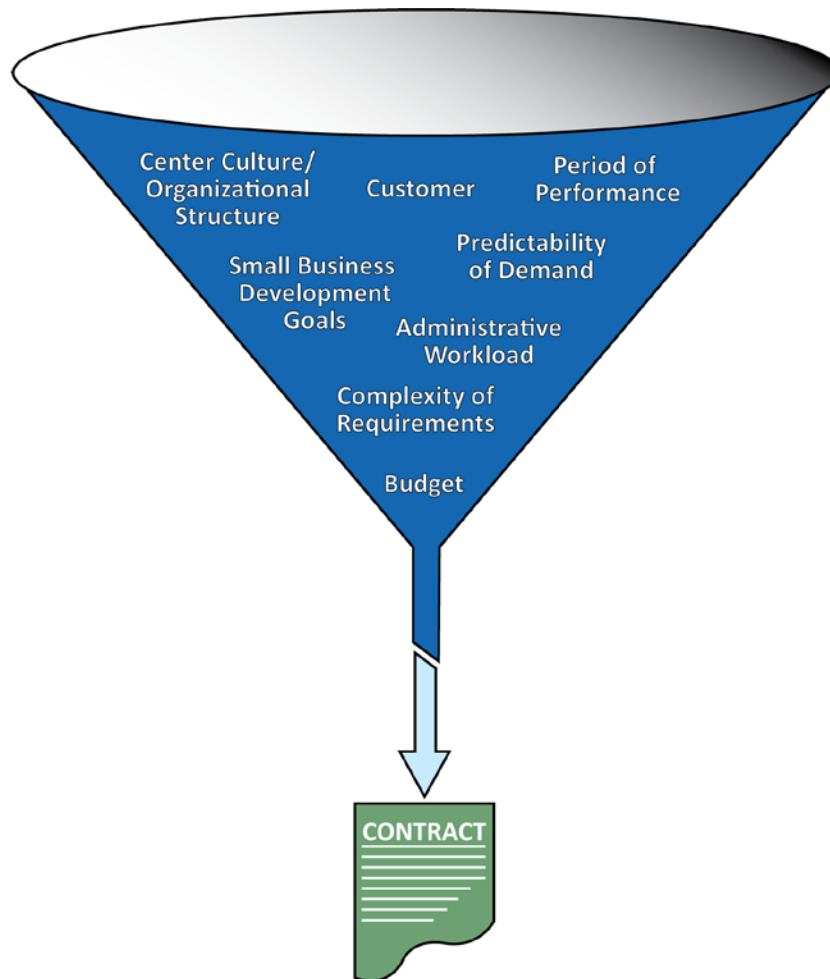 Center Culture/
Organizational
Structure
Customer
Period of
Performance
Small Business
Development
Goals
Predictability
of Demand
Administrative
Workload
Complexity of
Requirements
Budget
CONTRACT